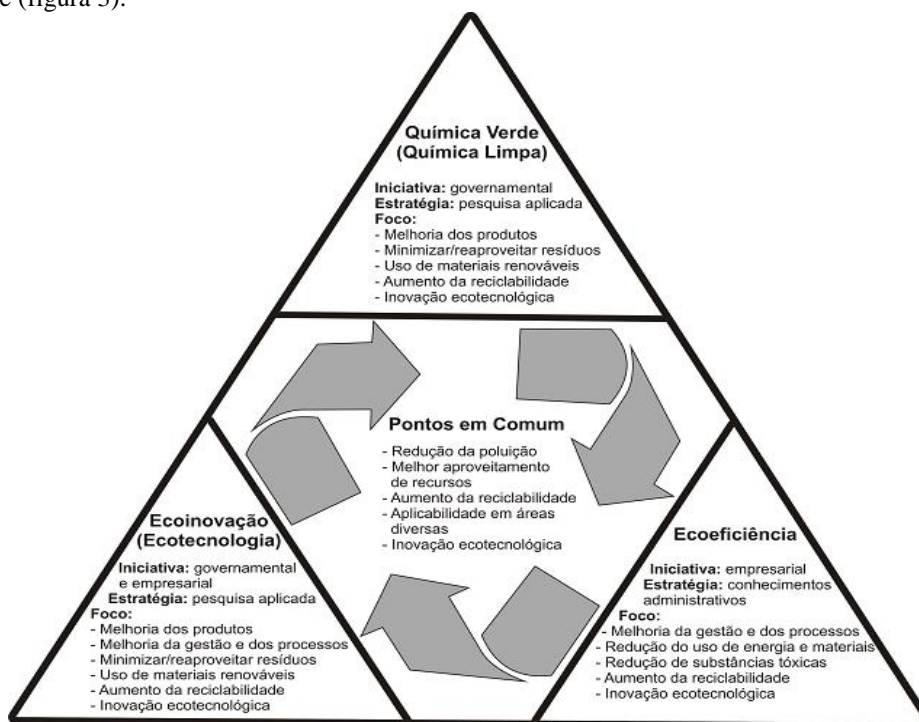 (figura 3).
Química Verde
(Química Limpa)
Iniciativa: governamental
Estratégia: pesquisa aplicada
Foco:
- Melhoria dos produtos
- Minimizar/reaproveitar resíduos
- Uso de materiais renováveis
- Aumento da reciclabilidade
- Inovação ecotecnológica
Pontos em Comum
- Redução da poluição
- Melhor aproveitamento
de recursos
- Aumento da reciclabilidade
- Aplicabilidade em áreas
diversas
- Inovação ecotecnológica
Ecoinovação
(Ecotecnologia)
Iniciativa: governamental
e empresarial
Estratégia: pesquisa aplicada
Foco:
- Melhoria dos produtos
- Melhoria da gestão e dos processos
- Minimizar/reaproveitar resíduos
- Uso de materiais renováveis
- Aumento da reciclabilidade
- Inovação ecotecnológica
Ecoeficiência
Iniciativa: empresarial
Estratégia: conhecimentos
administrativos
Foco:
- Melhoria da gestão e dos processos
- Redução do uso de energia e materiais
- Redução de substâncias tóxicas
- Aumento da reciclabilidade
- Inovação ecotecnológica